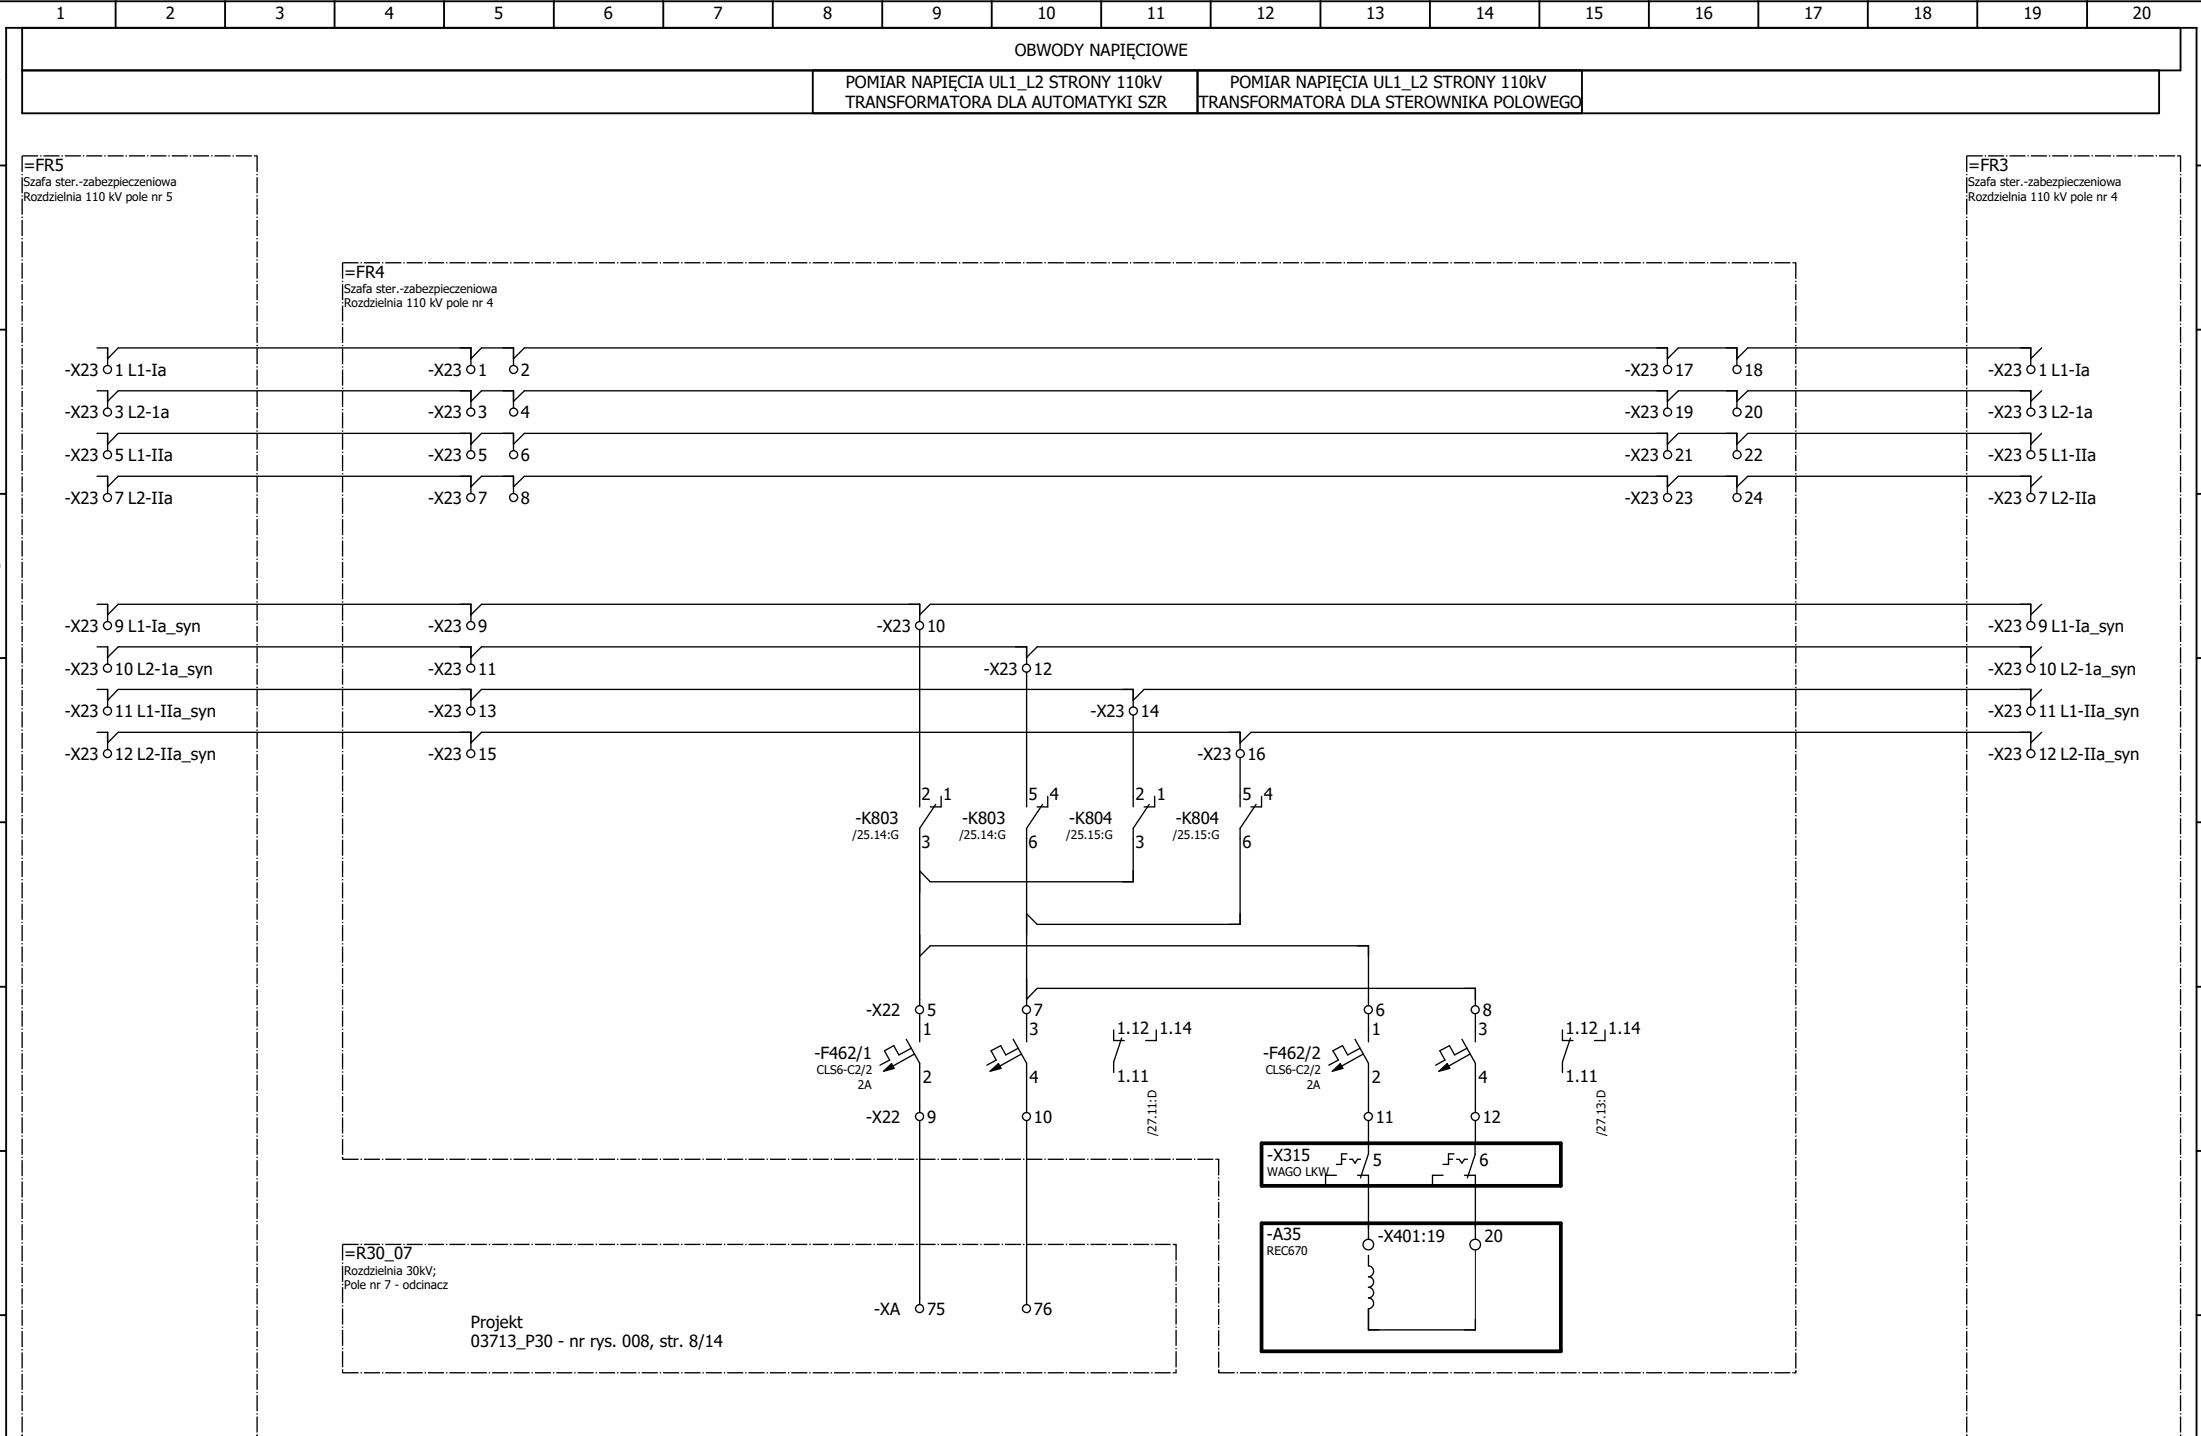 1 2 3 4 5 6 7 8 9 10 11 12 13 14 15 16 17 18 19 20
OBWODY NAPIĘCIOWE
POMIAR NAPIĘCIA UL1_L2 STRONY 110kV
TRANSFORMATORA DLA AUTOMATYKI SZR
POMIAR NAPIĘCIA UL1_L2 STRONY 110kV
TRANSFORMATORA DLA STEROWNIKA POLOWEGO
=FR5
Szafa ster.-zabezpieczeniowa
Rozdzielnia 110 kV pole nr 5
=FR3
Szafa ster.-zabezpieczeniowa
Rozdzielnia 110 kV pole nr 4
=FR4
Szafa ster.-zabezpieczeniowa
Rozdzielnia 110 kV pole nr 4
-X23 1 L1-Ia -X23 1 2 -X23 17 18 -X23 1 L1-Ia
-X23 3 L2-1a -X23 3 4 -X23 19 20 -X23 3 L2-1a
-X23 5 L1-IIa -X23 5 6 -X23 21 22 -X23 5 L1-IIa
-X23 7 L2-IIa -X23 7 8 -X23 23 24 -X23 7 L2-IIa
-X23 9 L1-Ia_syn -X23 9 -X23 10 -X23 9 L1-Ia_syn
-X23 10 L2-1a_syn -X23 11 -X23 12 -X23 10 L2-1a_syn
-X23 11 L1-IIa_syn -X23 13 -X23 14 -X23 11 L1-IIa_syn
-X23 12 L2-IIa_syn -X23 15 -X23 16 -X23 12 L2-IIa_syn
2 1 5 4 2 1 5 4
-K803 -K803 -K804 -K804
/25.14:G /25.14:G /25.15:G /25.15:G
3 6 3 6
-X22 5 7 6 8
1 3 1.12 1.14 1 3 1.12 1.14
-F462/1 -F462/2
CLS6-C2/2 CLS6-C2/2
2A 2A
2 4 1.11 2 4 1.11
/27.11:D /27.13:D
-X22 9 10 11 12
-X315 5 6
WAGO LKW
-A35 -X401:19 20
REC670
=R30_07
Rozdzielnia 30kV;
Pole nr 7 - odcinacz
-XA 75 76
Projekt
03713_P30 - nr rys. 008, str. 8/14